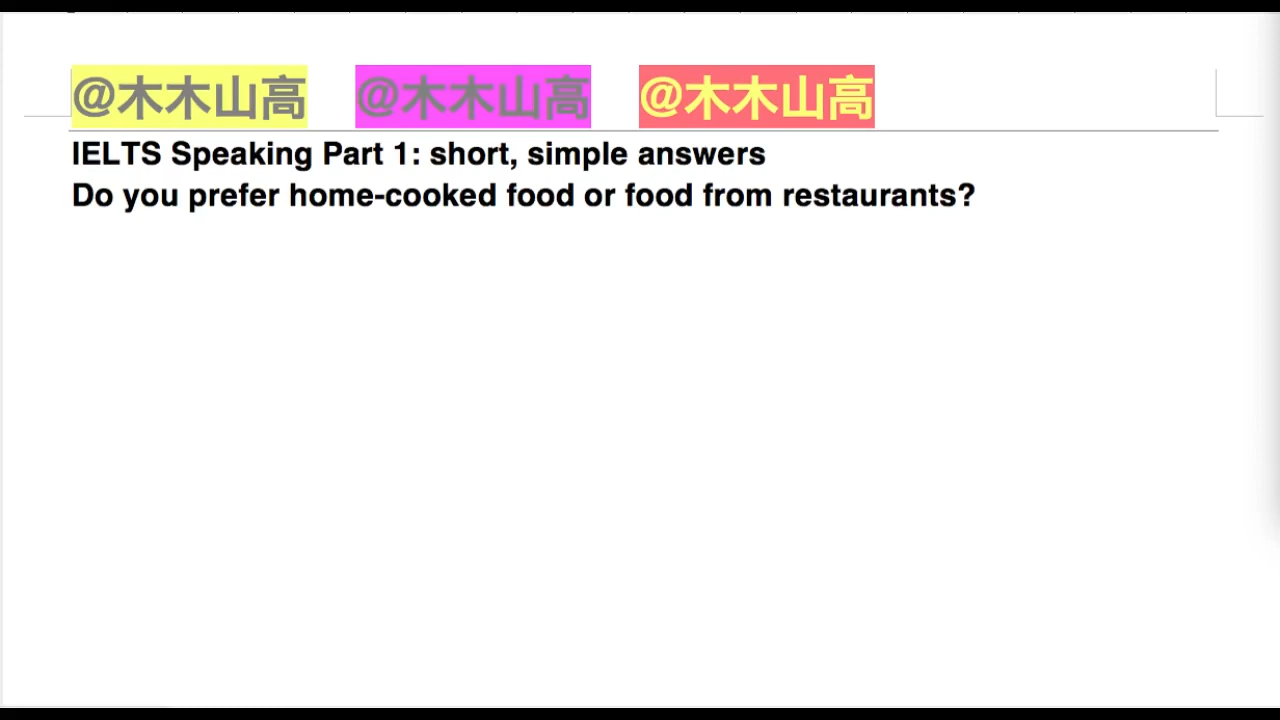 @木木山高 @木木山高 @木木山高
IELTS Speaking Part 1: short, simple answers
Do you prefer home-cooked food or food from restaurants?